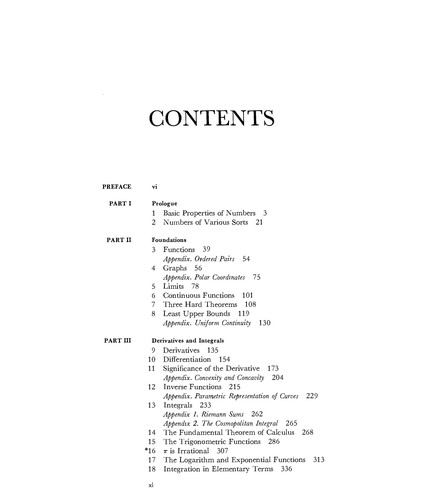 CONTENTS
PREFACE vi
PART I Prologue
1 Basic Properties of Numbers 3
2 Numbers of Various Sorts 21
PART II Foundations
3 Functions 39
Appendix. Ordered Pairs 54
4 Graphs 56
Appendix. Polar Coordinates 75
5 Limits 78
6 Continuous Functions 101
7 Three Hard Theorems 108
8 Least Upper Bounds 119
Appendix. Uniform Continuity 130
PART III Derivatives and Integrals
9 Derivatives 135
10 Differentiation 154
11 Significance of the Derivative 173
Appendix. Convexity and Concavity 204
12 Inverse Functions 215
Appendix. Parametric Representation of Curves 229
13 Integrals 233
Appendix 1. Riemann Sums 262
Appendix 2. The Cosmopolitan Integral 265
14 The Fundamental Theorem of Calculus 268
15 The Trigonometric Functions 286
*16 π is Irrational 307
17 The Logarithm and Exponential Functions 313
18 Integration in Elementary Terms 336
xi